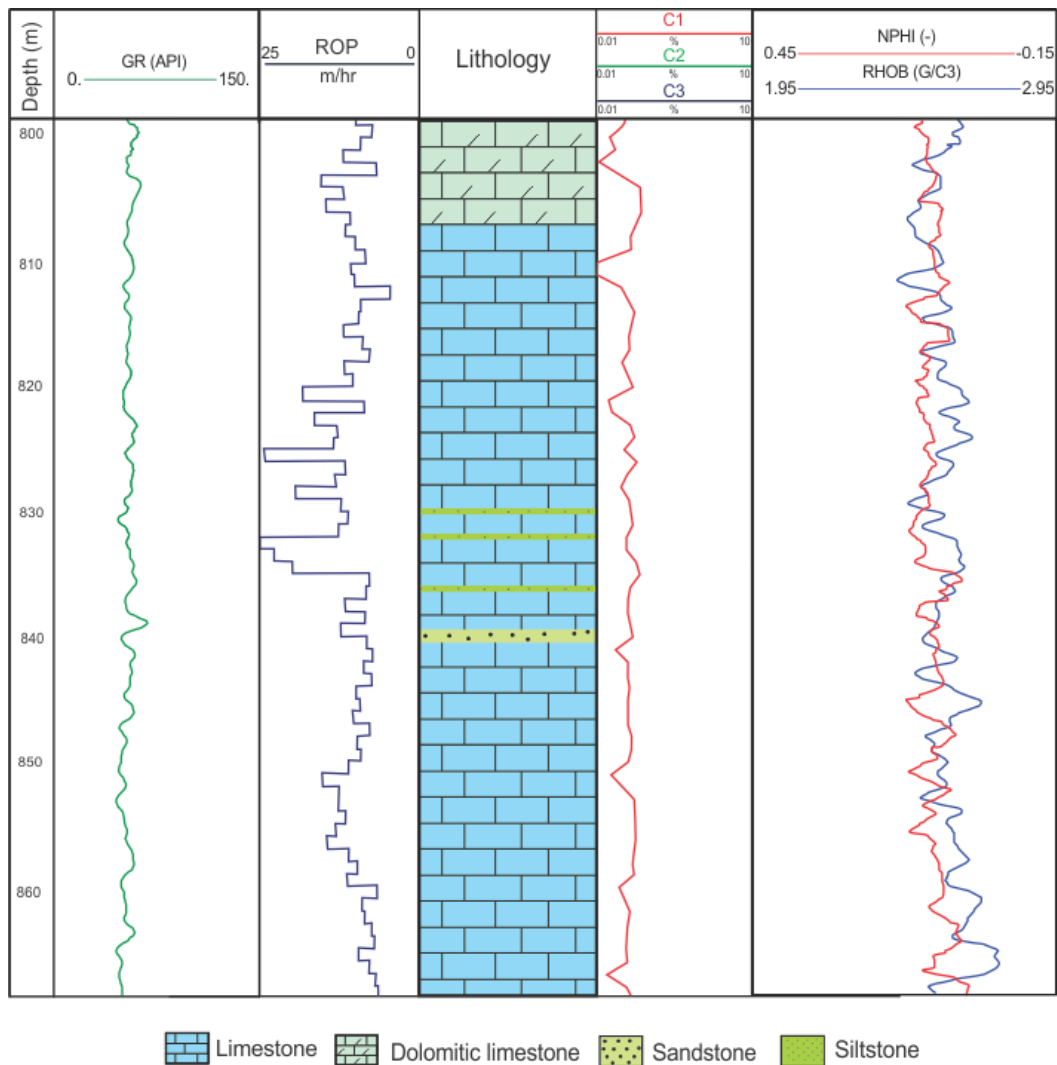 Depth (m)
GR (API)
0. 150.
ROP
25 0
m/hr
Lithology
C1
0.01 % 10
C2
0.01 % 10
C3
0.01 % 10
NPHI (-)
0.45 -0.15
RHOB (G/C3)
1.95 2.95
800
810
820
830
840
850
860
Limestone Dolomitic limestone Sandstone Siltstone